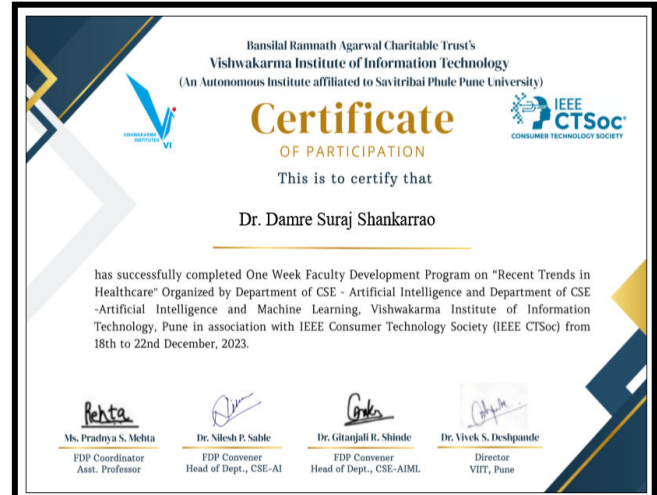 Bansilal Ramnath Agarwal Charitable Trust's
Vishwakarma Institute of Information Technology
(An Autonomous Institute affiliated to Savitribai Phule Pune University)
VISHWAKARMA
INSTITUTES
VI
Certificate
OF PARTICIPATION
IEEE
CTSoc
CONSUMER TECHNOLOGY SOCIETY
This is to certify that
Dr. Damre Suraj Shankarrao
has successfully completed One Week Faculty Development Program on "Recent Trends in
Healthcare" Organized by Department of CSE - Artificial Intelligence and Department of CSE
-Artificial Intelligence and Machine Learning, Vishwakarma Institute of Information
Technology, Pune in association with IEEE Consumer Technology Society (IEEE CTSoc) from
18th to 22nd December, 2023.
Ms. Pradnya S. Mehta
FDP Coordinator
Asst. Professor
Dr. Nilesh P. Sable
FDP Convener
Head of Dept., CSE-AI
Dr. Gitanjali R. Shinde
FDP Convener
Head of Dept., CSE-AIML
Dr. Vivek S. Deshpande
Director
VIIT, Pune